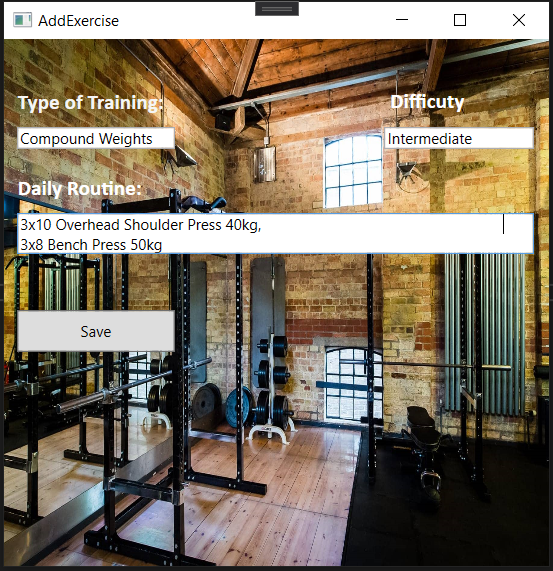 AddExercise
Type of Training:
Difficuty
Compound Weights
Intermediate
Daily Routine:
3x10 Overhead Shoulder Press 40kg,
3x8 Bench Press 50kg
Save